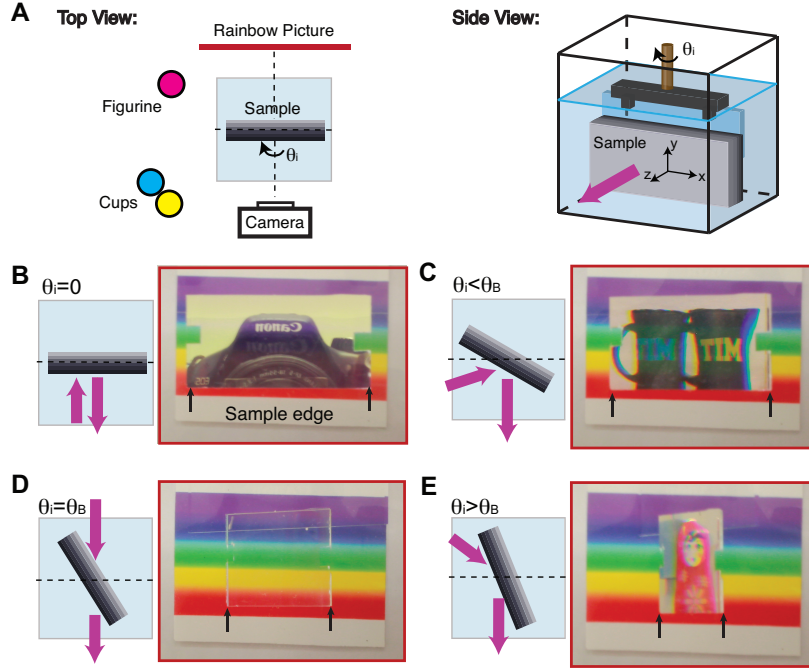 A
Top View:
Side View:
Rainbow Picture
Figurine
Sample
θi
Cups
Camera
θi
Sample
y
z
x
B
θi=0
Canon
Sample edge
C
θi<θB
TIM TIM
D
θi=θB
E
θi>θB